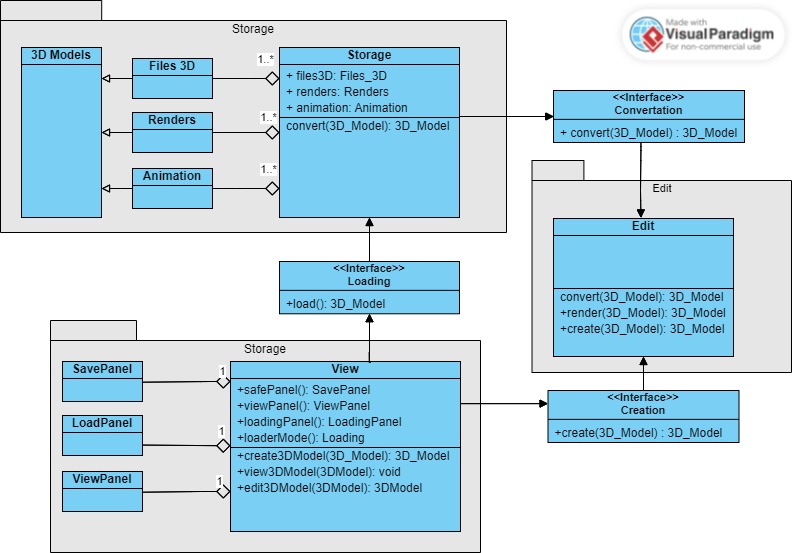 Made with
VisualParadigm
For non-commercial use
Storage
3D Models
Files 3D
Renders
Animation
1..*
1..*
1..*
Storage
+ files3D: Files_3D
+ renders: Renders
+ animation: Animation
convert(3D_Model): 3D_Model
<<Interface>>
Convertation
+ convert(3D_Model) : 3D_Model
Edit
Edit
convert(3D_Model): 3D_Model
+render(3D_Model): 3D_Model
+create(3D_Model): 3D_Model
<<Interface>>
Loading
+load(): 3D_Model
Storage
SavePanel
LoadPanel
ViewPanel
1
1
1
View
+safePanel(): SavePanel
+viewPanel(): ViewPanel
+loadingPanel(): LoadingPanel
+loaderMode(): Loading
+create3DModel(3D_Model): 3D_Model
+view3DModel(3DModel): void
+edit3DModel(3DModel): 3DModel
<<Interface>>
Creation
+create(3D_Model) : 3D_Model